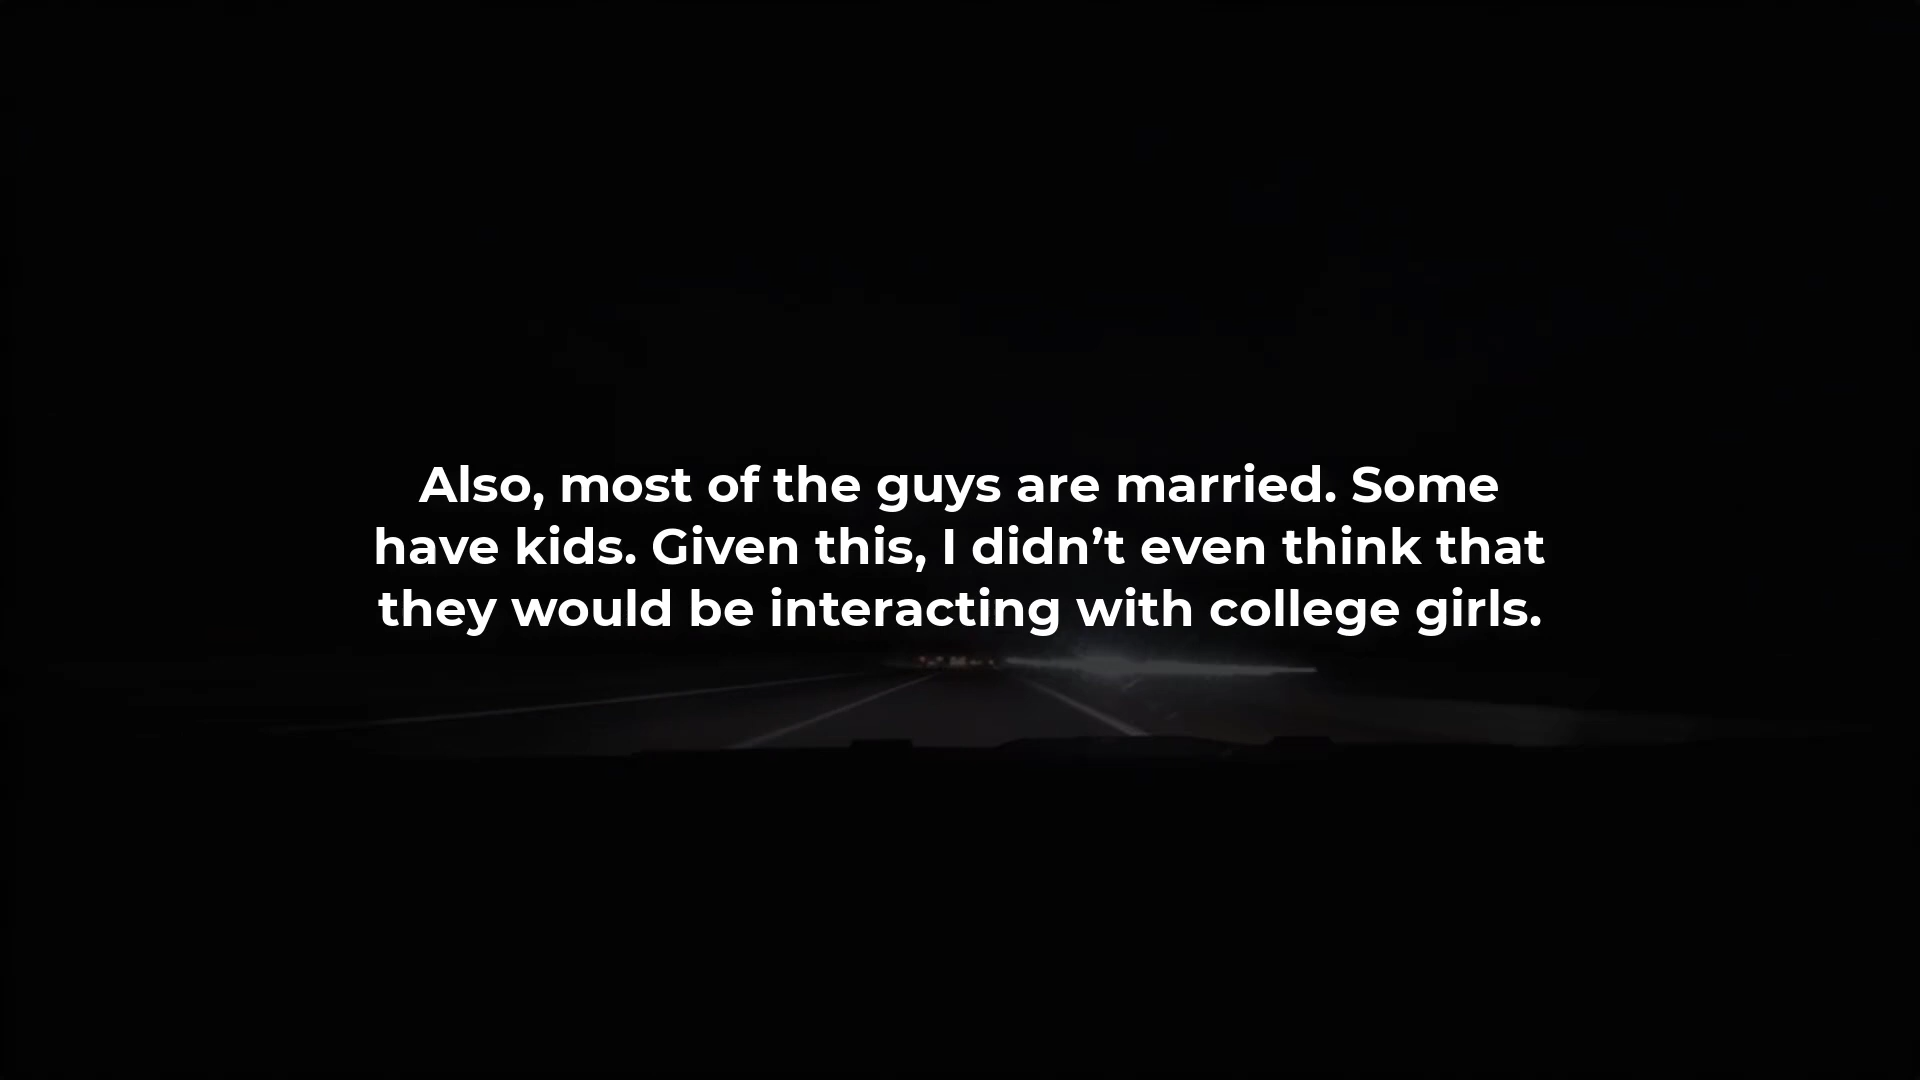 Also, most of the guys are married. Some
have kids. Given this, I didn’t even think that
they would be interacting with college girls.